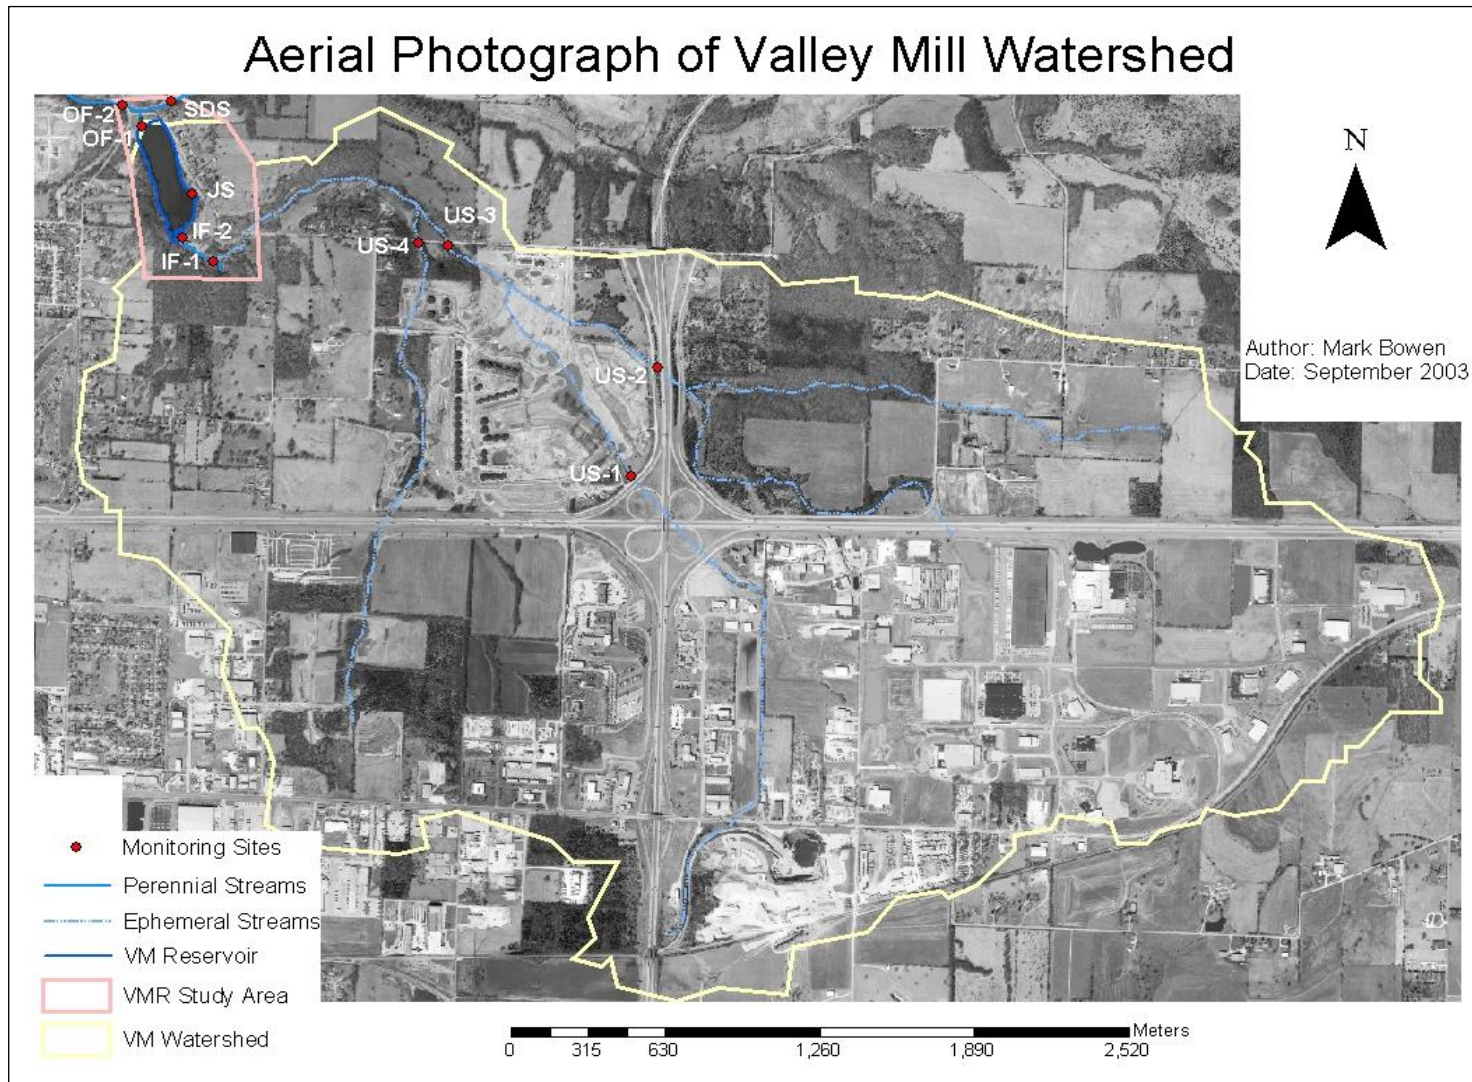 Aerial Photograph of Valley Mill Watershed
OF-2
SDS
OF-1
N
JS
US-3
IF-2
US-4
IF-1
Author: Mark Bowen
Date: September 2003
US-2
US-1
Monitoring Sites
Perennial Streams
Ephemeral Streams
VM Reservoir
VMR Study Area
VM Watershed
Meters
0 315 630 1,260 1,890 2,520